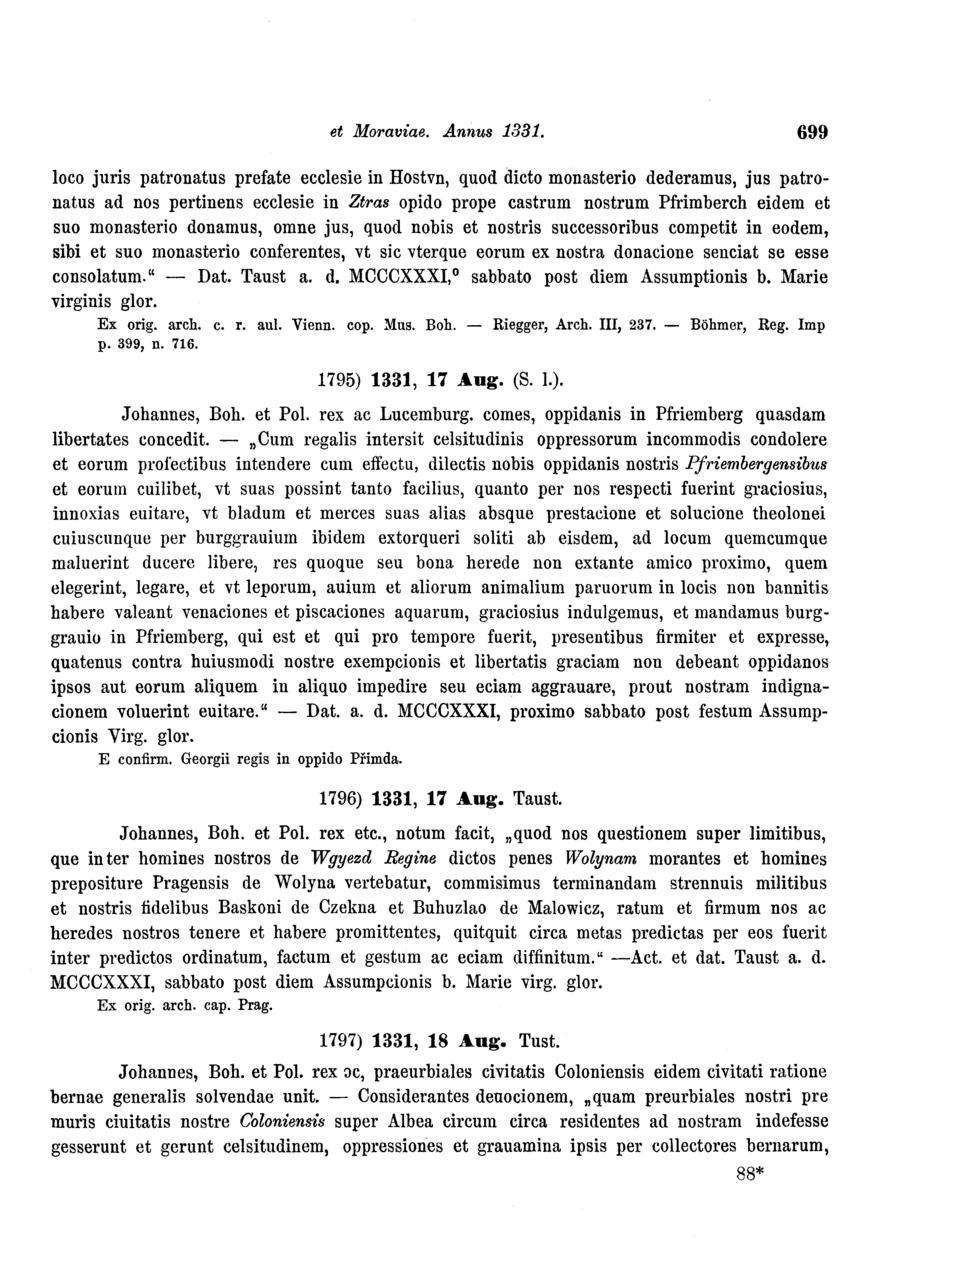 et Moraviae. Annus 1331. 699
loco juris patronatus prefate ecclesie in Hostvn, quod dicto monasterio dederamus, jus patro-
natus ad nos pertinens ecclesie in Ztras opido prope castrum nostrum Pfrimberch eidem et
suo monasterio donamus, omne jus, quod nobis et nostris successoribus competit in eodem,
sibi et suo monasterio conferentes, vt sic vterque eorum ex nostra donacione senciat se esse
consolatum.“ — Dat. Taust a. d. MCCCXXXI,⁰ sabbato post diem Assumptionis b. Marie
virginis glor.
Ex orig. arch. c. r. aul. Vienn. cop. Mus. Boh. — Riegger, Arch. III, 237. — Böhmer, Reg. Imp
p. 399, n. 716.
1795) 1331, 17 Aug. (S. l.).
Johannes, Boh. et Pol. rex ac Lucemburg. comes, oppidanis in Pfriemberg quasdam
libertates concedit. — „Cum regalis intersit celsitudinis oppressorum incommodis condolere
et eorum profectibus intendere cum effectu, dilectis nobis oppidanis nostris Pfriembergensibus
et eorum cuilibet, vt suas possint tanto facilius, quanto per nos respecti fuerint graciosius,
innoxias euitare, vt bladum et merces suas alias absque prestacione et solucione theolonei
cuiuscunque per burggrauium ibidem extorqueri soliti ab eisdem, ad locum quemcumque
maluerint ducere libere, res quoque seu bona herede non extante amico proximo, quem
elegerint, legare, et vt leporum, auium et aliorum animalium paruorum in locis non bannitis
habere valeant venaciones et piscaciones aquarum, graciosius indulgemus, et mandamus burg-
grauio in Pfriemberg, qui est et qui pro tempore fuerit, presentibus firmiter et expresse,
quatenus contra huiusmodi nostre exempcionis et libertatis graciam non debeant oppidanos
ipsos aut eorum aliquem in aliquo impedire seu eciam aggrauare, prout nostram indigna-
cionem voluerint euitare.“ — Dat. a. d. MCCCXXXI, proximo sabbato post festum Assump-
cionis Virg. glor.
E confirm. Georgii regis in oppido Přimda.
1796) 1331, 17 Aug. Taust.
Johannes, Boh. et Pol. rex etc., notum facit, „quod nos questionem super limitibus,
que inter homines nostros de Wgyezd Regine dictos penes Wolynam morantes et homines
prepositure Pragensis de Wolyna vertebatur, commisimus terminandam strennuis militibus
et nostris fidelibus Baskoni de Czekna et Buhuzlao de Malowicz, ratum et firmum nos ac
heredes nostros tenere et habere promittentes, quitquit circa metas predictas per eos fuerit
inter predictos ordinatum, factum et gestum ac eciam diffinitum.“ —Act. et dat. Taust a. d.
MCCCXXXI, sabbato post diem Assumpcionis b. Marie virg. glor.
Ex orig. arch. cap. Prag.
1797) 1331, 18 Aug. Tust.
Johannes, Boh. et Pol. rex ɔc, praeurbiales civitatis Coloniensis eidem civitati ratione
bernae generalis solvendae unit. — Considerantes deuocionem, „quam preurbiales nostri pre
muris ciuitatis nostre Coloniensis super Albea circum circa residentes ad nostram indefesse
gesserunt et gerunt celsitudinem, oppressiones et grauamina ipsis per collectores bernarum,
88*